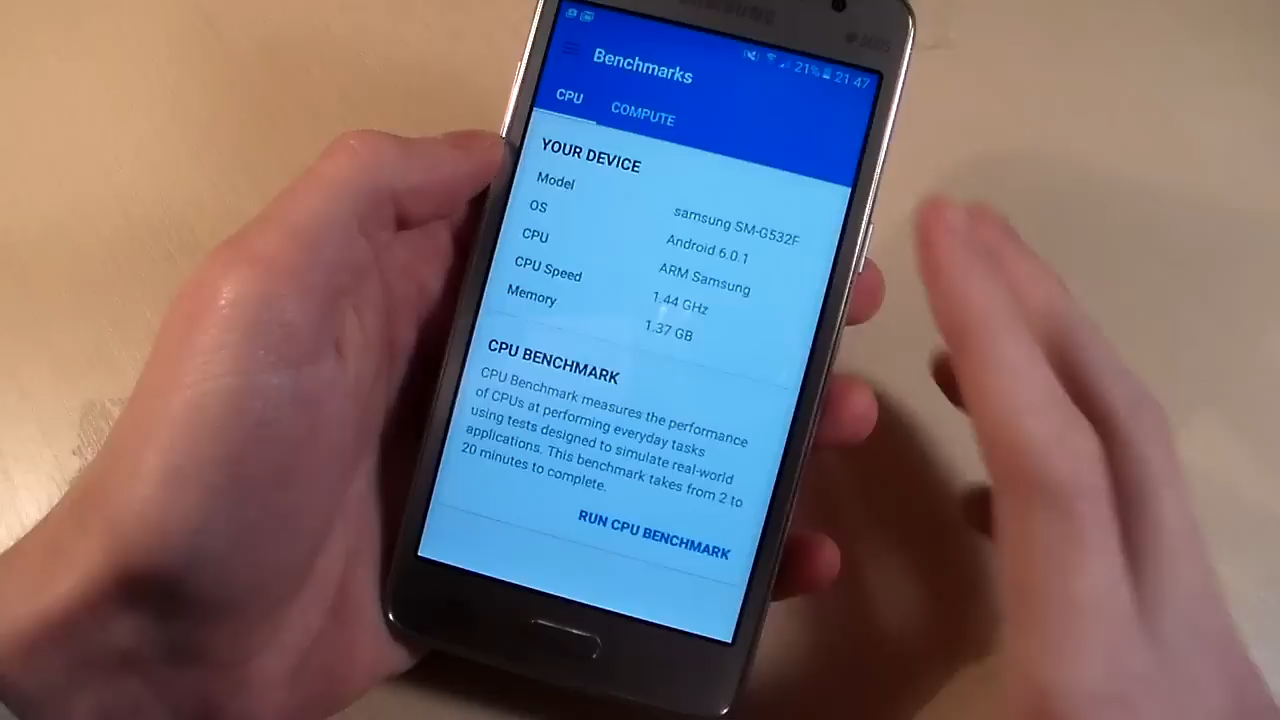 SAMSUNG
DUOS
21% 21:47
Benchmarks
CPU COMPUTE
YOUR DEVICE
Model samsung SM-G532F
OS Android 6.0.1
CPU ARM Samsung
CPU Speed 1.44 GHz
Memory 1.37 GB
CPU BENCHMARK
CPU Benchmark measures the performance
of CPUs at performing everyday tasks
using tests designed to simulate real-world
applications. This benchmark takes from 2 to
20 minutes to complete.
RUN CPU BENCHMARK